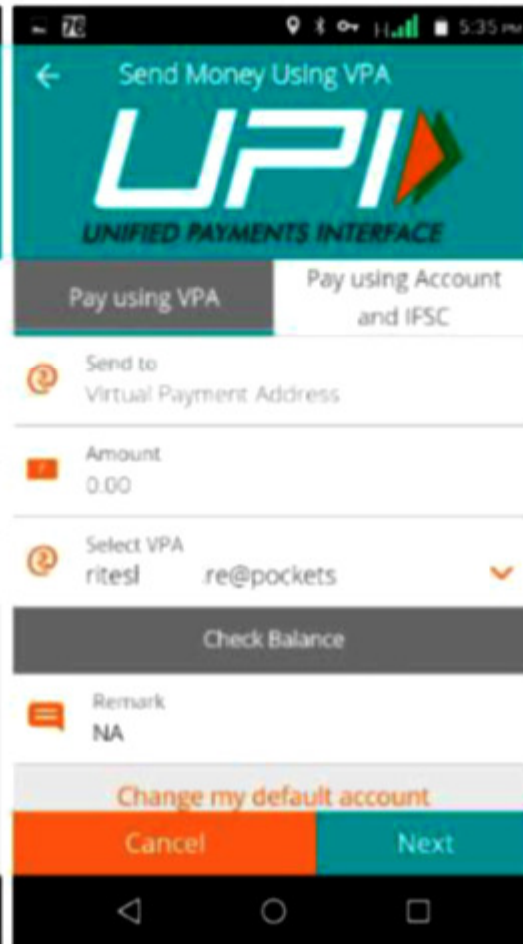 76
5:35 PM
Send Money Using VPA
UPI
UNIFIED PAYMENTS INTERFACE
Pay using VPA
Pay using Account
and IFSC
Send to
Virtual Payment Address
Amount
0.00
Select VPA
ritesl re@pockets
Check Balance
Remark
NA
Change my default account
Cancel
Next